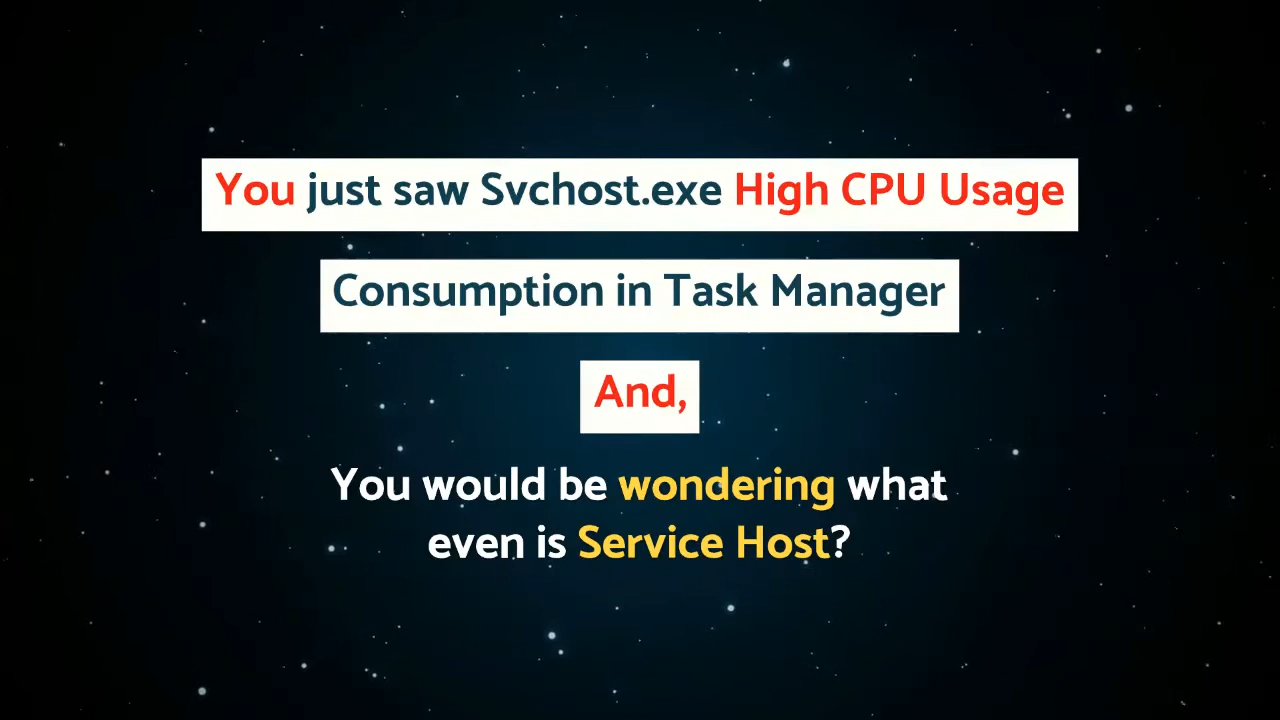 You just saw Svchost.exe High CPU Usage
Consumption in Task Manager
And,
You would be wondering what
even is Service Host?